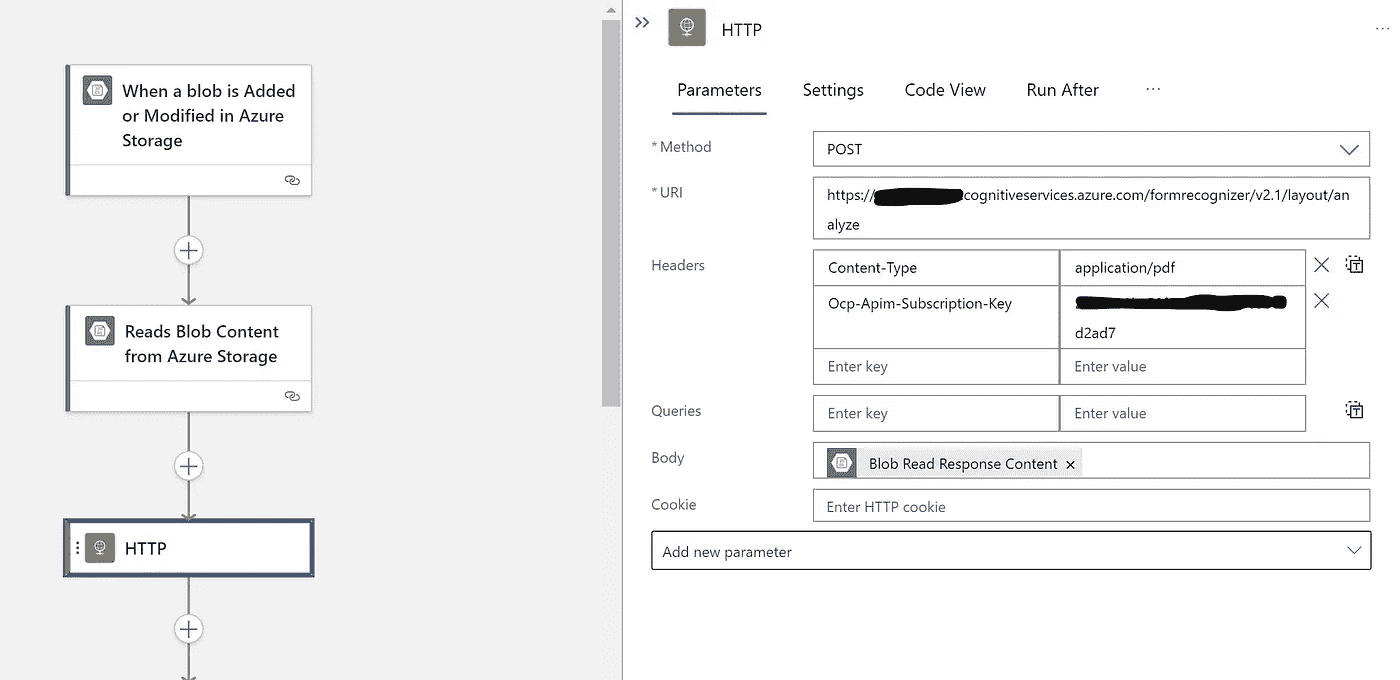 When a blob is Added
or Modified in Azure
Storage
Reads Blob Content
from Azure Storage
HTTP
HTTP
Parameters Settings Code View Run After ...
* Method POST
* URI https:// cognitiveservices.azure.com/formrecognizer/v2.1/layout/an
alyze
Headers Content-Type application/pdf
Ocp-Apim-Subscription-Key
d2ad7
Enter key Enter value
Queries Enter key Enter value
Body Blob Read Response Content ×
Cookie Enter HTTP cookie
Add new parameter